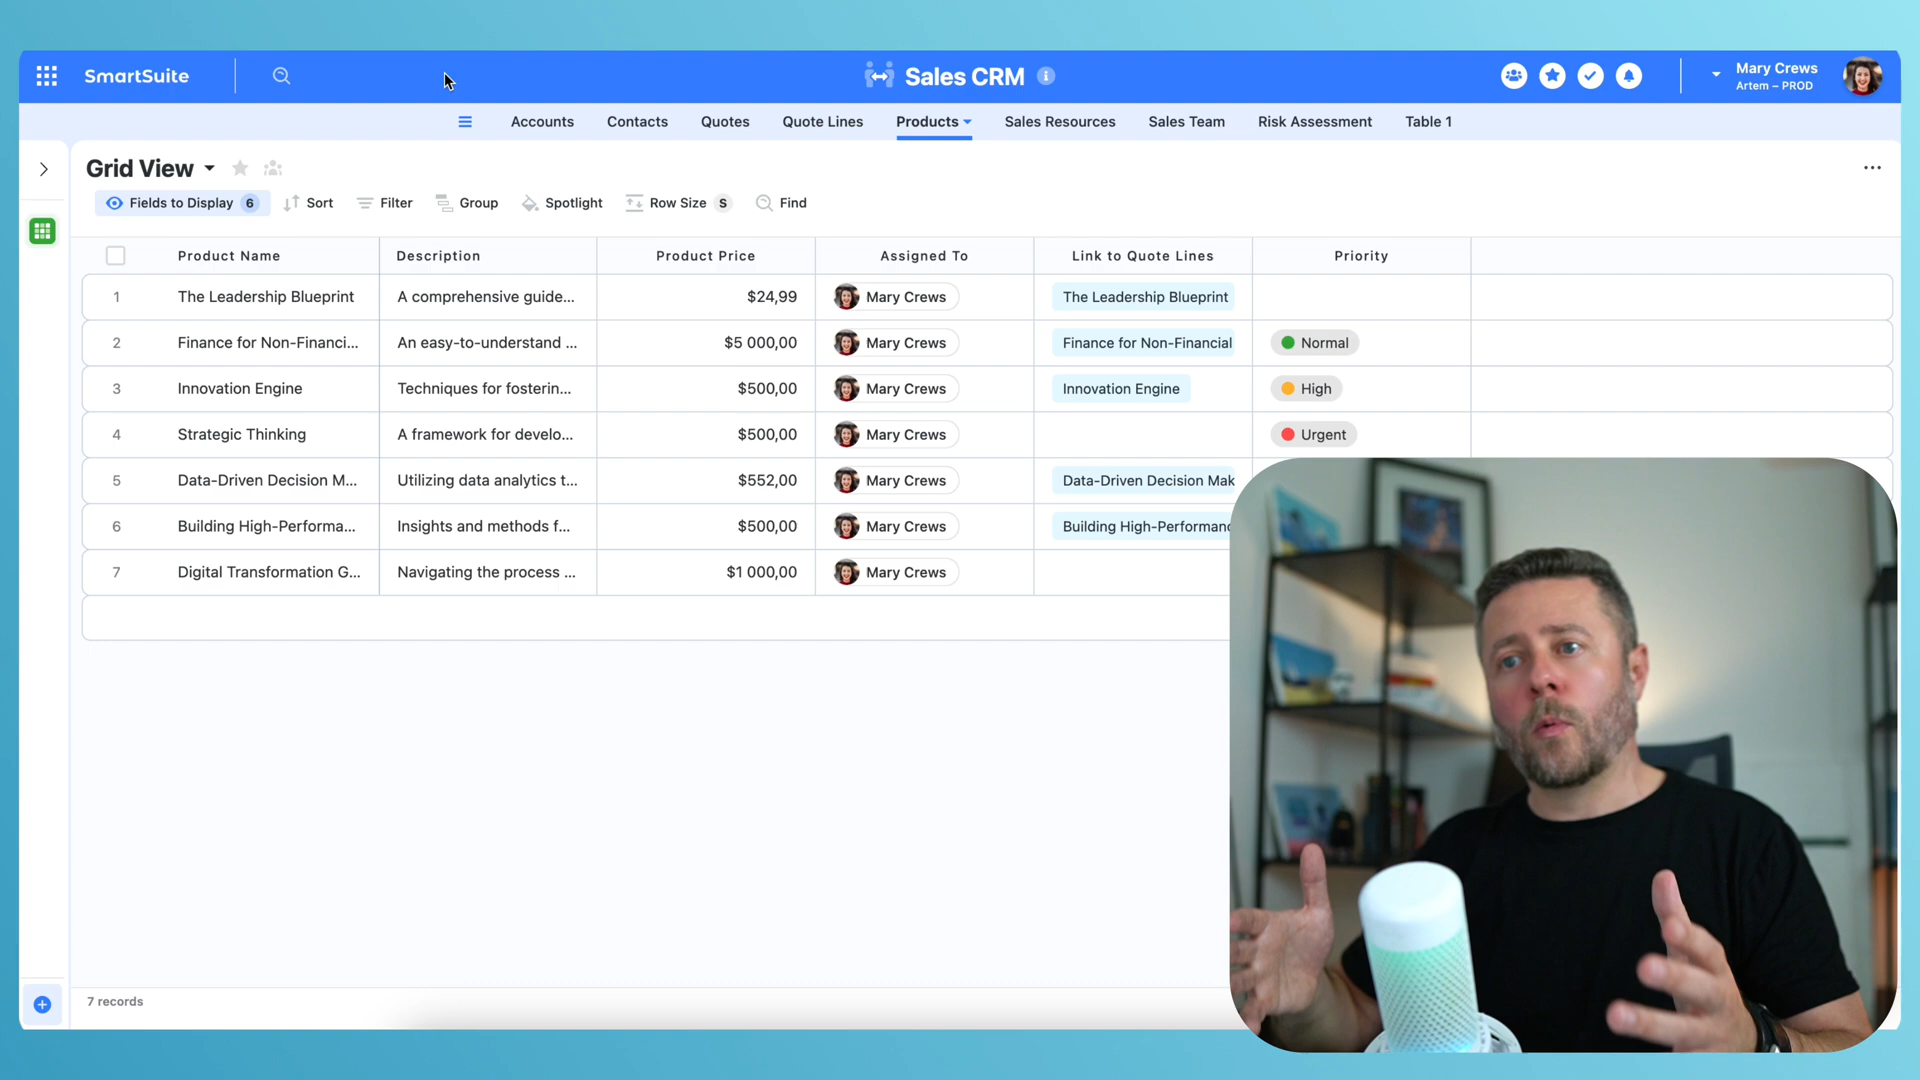 SmartSuite
Sales CRM
Mary Crews
Artem – PROD
Accounts Contacts Quotes Quote Lines Products Sales Resources Sales Team Risk Assessment Table 1
Grid View
Fields to Display 6 Sort Filter Group Spotlight Row Size S Find
Product Name Description Product Price Assigned To Link to Quote Lines Priority
1 The Leadership Blueprint A comprehensive guide... $24,99 Mary Crews The Leadership Blueprint
2 Finance for Non-Financi... An easy-to-understand ... $5 000,00 Mary Crews Finance for Non-Financial Normal
3 Innovation Engine Techniques for fosterin... $500,00 Mary Crews Innovation Engine High
4 Strategic Thinking A framework for develo... $500,00 Mary Crews Urgent
5 Data-Driven Decision M... Utilizing data analytics t... $552,00 Mary Crews Data-Driven Decision Mak
6 Building High-Performa... Insights and methods f... $500,00 Mary Crews Building High-Performanc
7 Digital Transformation G... Navigating the process ... $1 000,00 Mary Crews
7 records